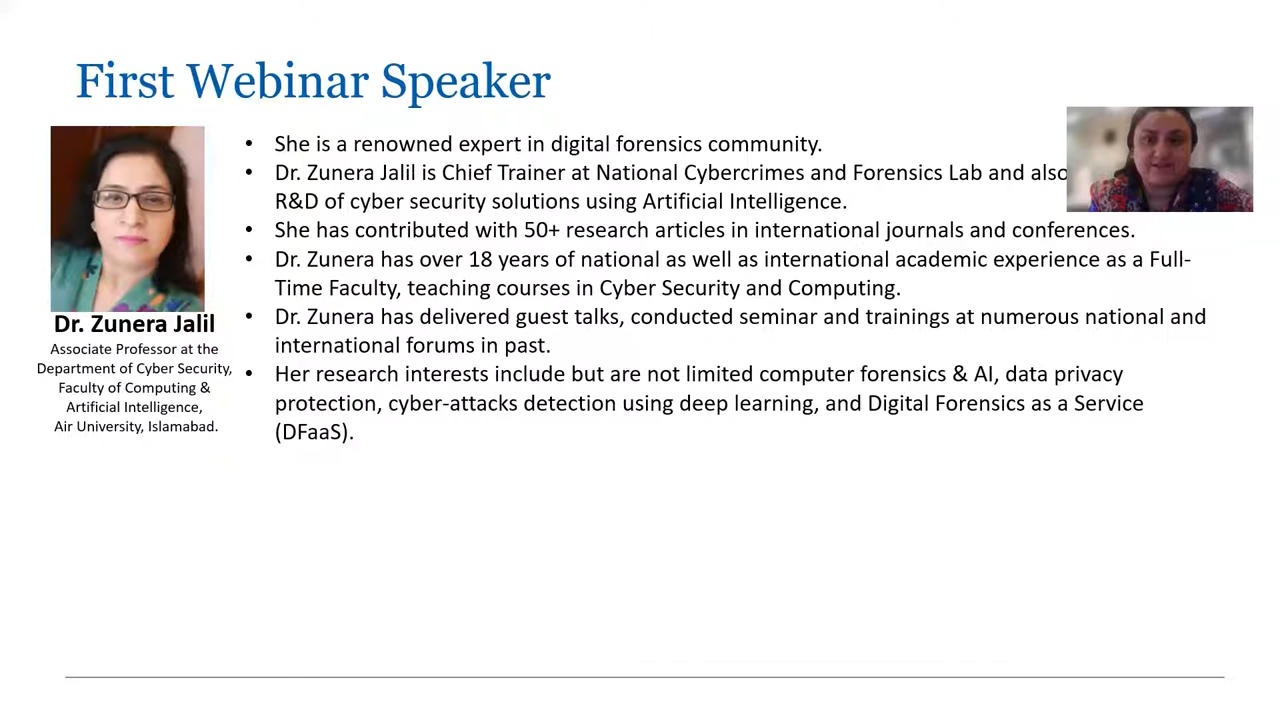 First Webinar Speaker
• She is a renowned expert in digital forensics community.
• Dr. Zunera Jalil is Chief Trainer at National Cybercrimes and Forensics Lab and also
R&D of cyber security solutions using Artificial Intelligence.
• She has contributed with 50+ research articles in international journals and conferences.
• Dr. Zunera has over 18 years of national as well as international academic experience as a Full-
Time Faculty, teaching courses in Cyber Security and Computing.
• Dr. Zunera has delivered guest talks, conducted seminar and trainings at numerous national and
international forums in past.
• Her research interests include but are not limited computer forensics & AI, data privacy
protection, cyber-attacks detection using deep learning, and Digital Forensics as a Service
(DFaaS).
Dr. Zunera Jalil
Associate Professor at the
Department of Cyber Security,
Faculty of Computing &
Artificial Intelligence,
Air University, Islamabad.